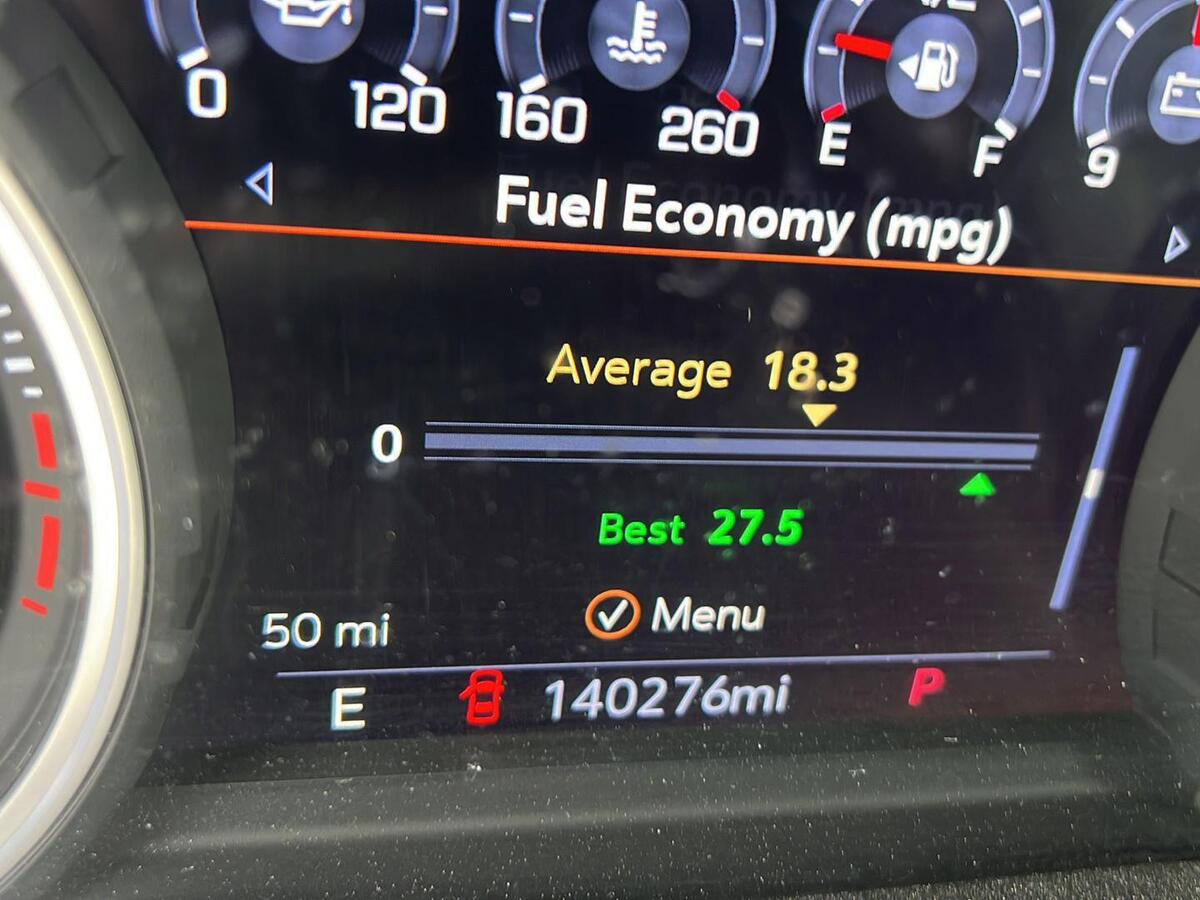 0 120 160 260 E F 9
Fuel Economy (mpg)
Average 18.3
0
Best 27.5
Menu
50 mi
E 140276mi P